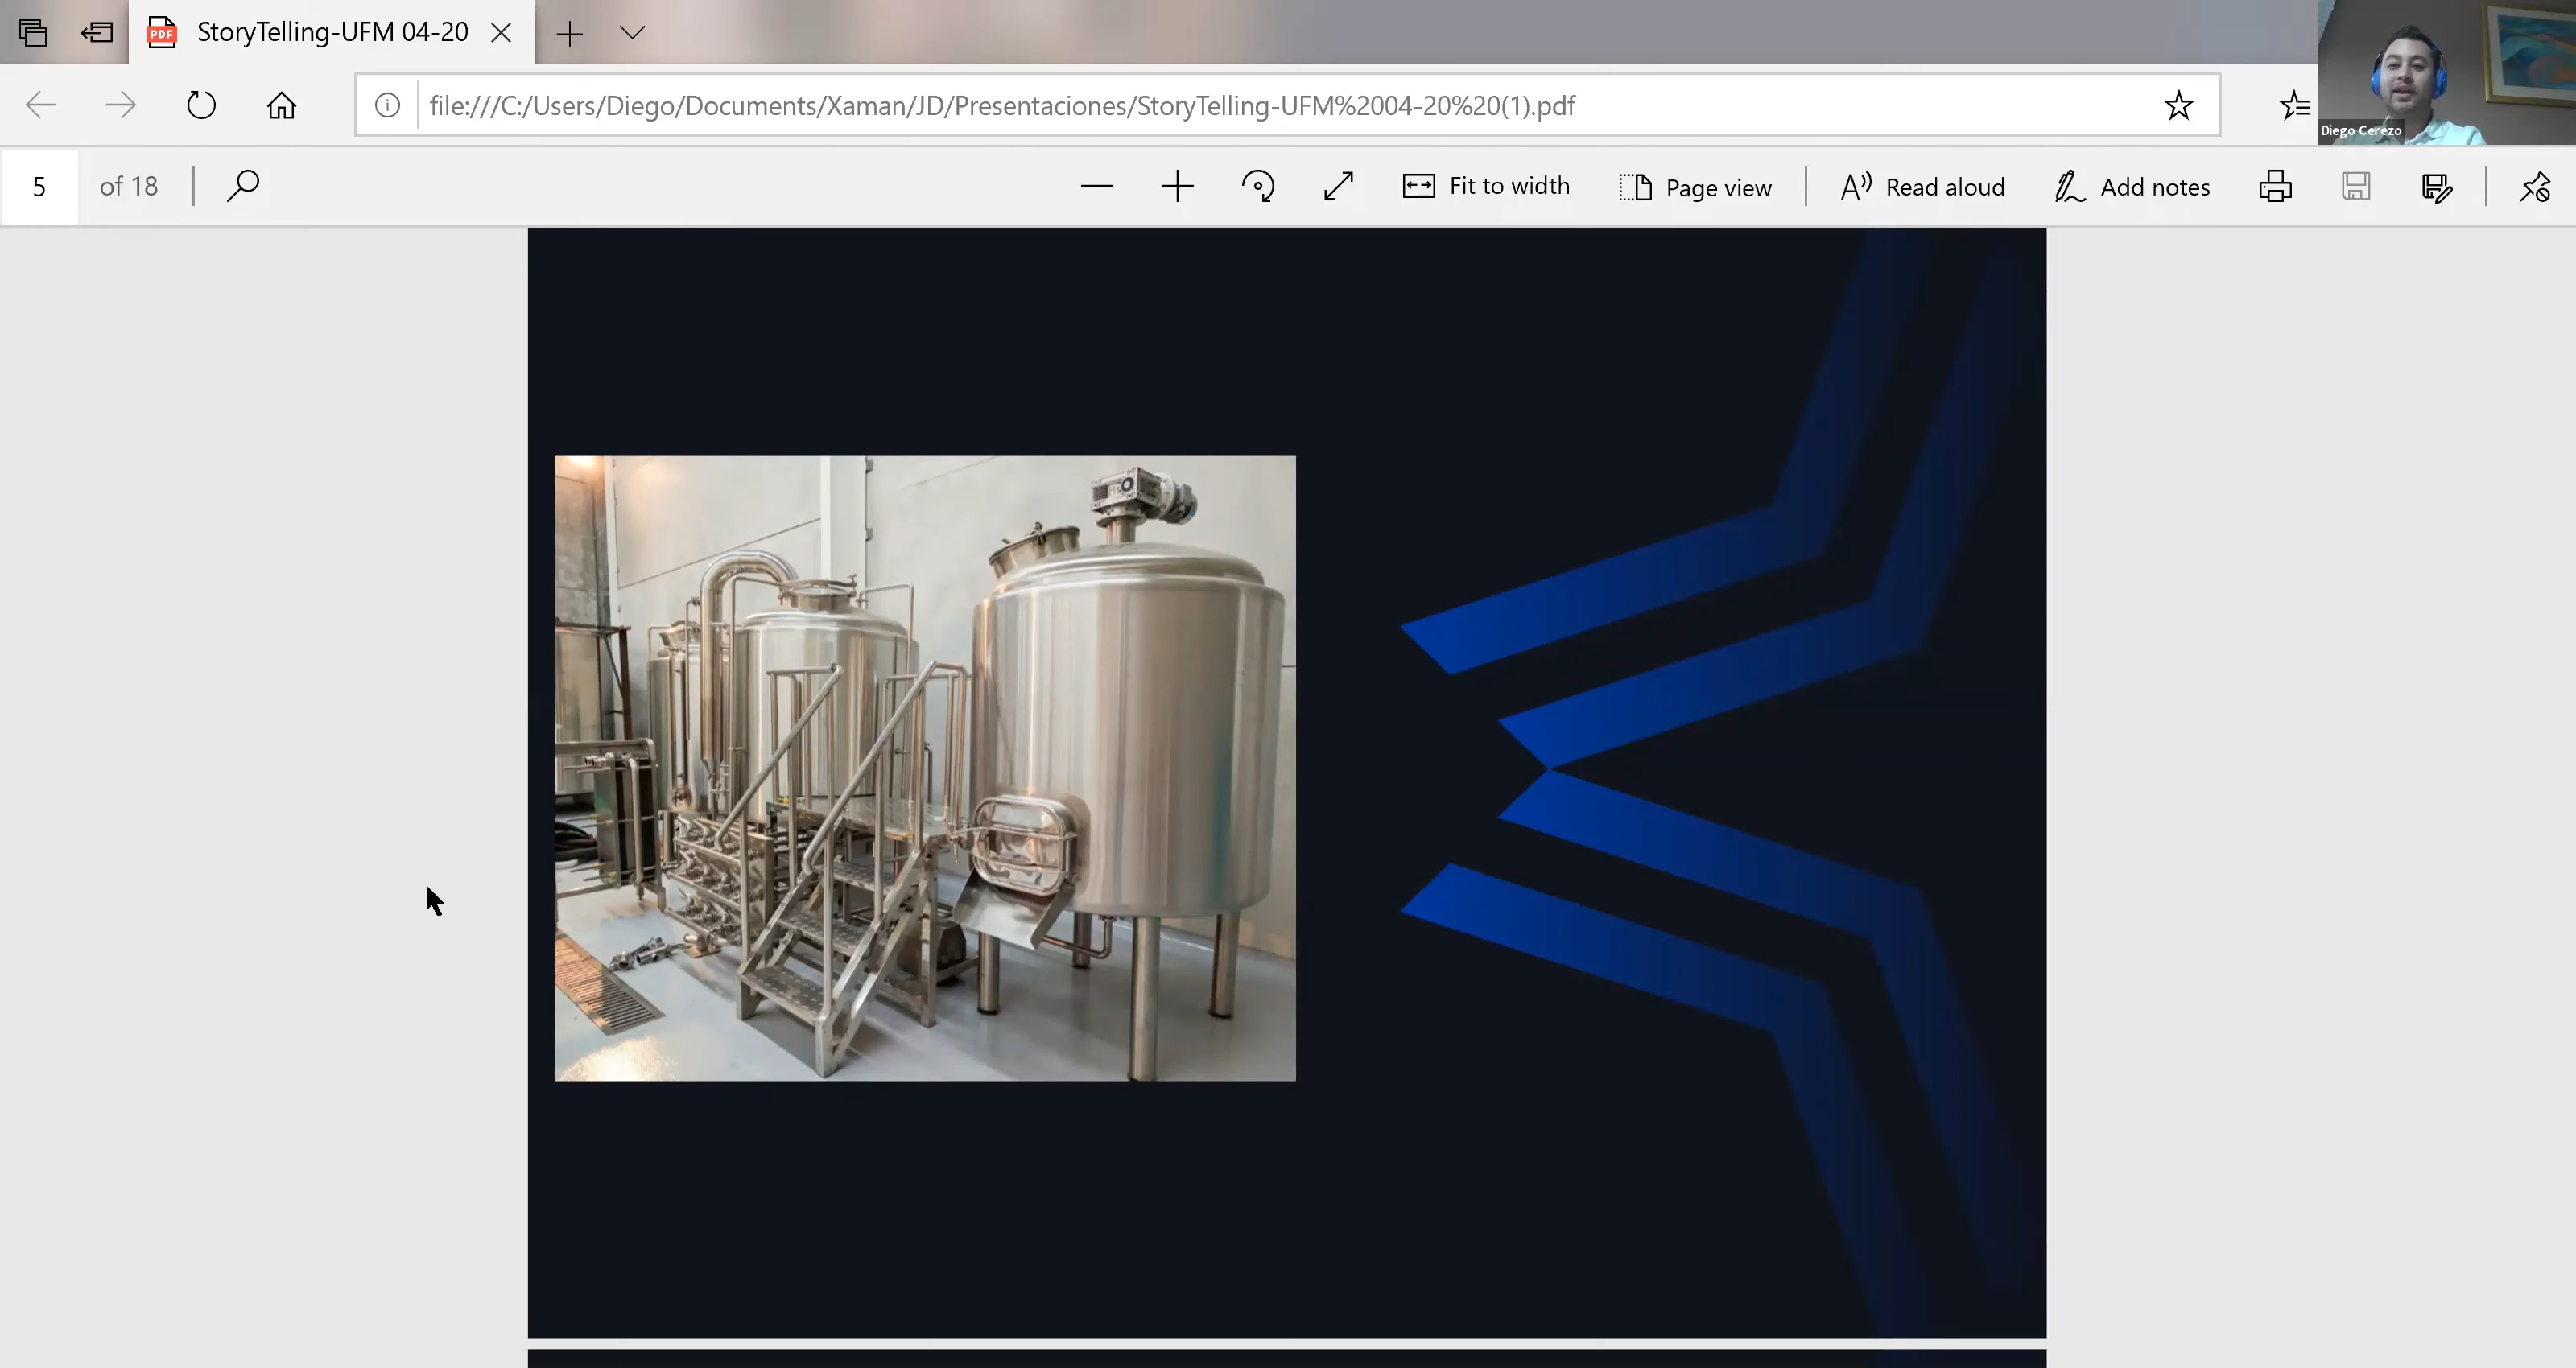 StoryTelling-UFM 04-20
PDF
file:///C:/Users/Diego/Documents/Xaman/JD/Presentaciones/StoryTelling-UFM%2004-20%20(1).pdf
Diego Cerezo
5 of 18
Fit to width
Page view
Read aloud
Add notes